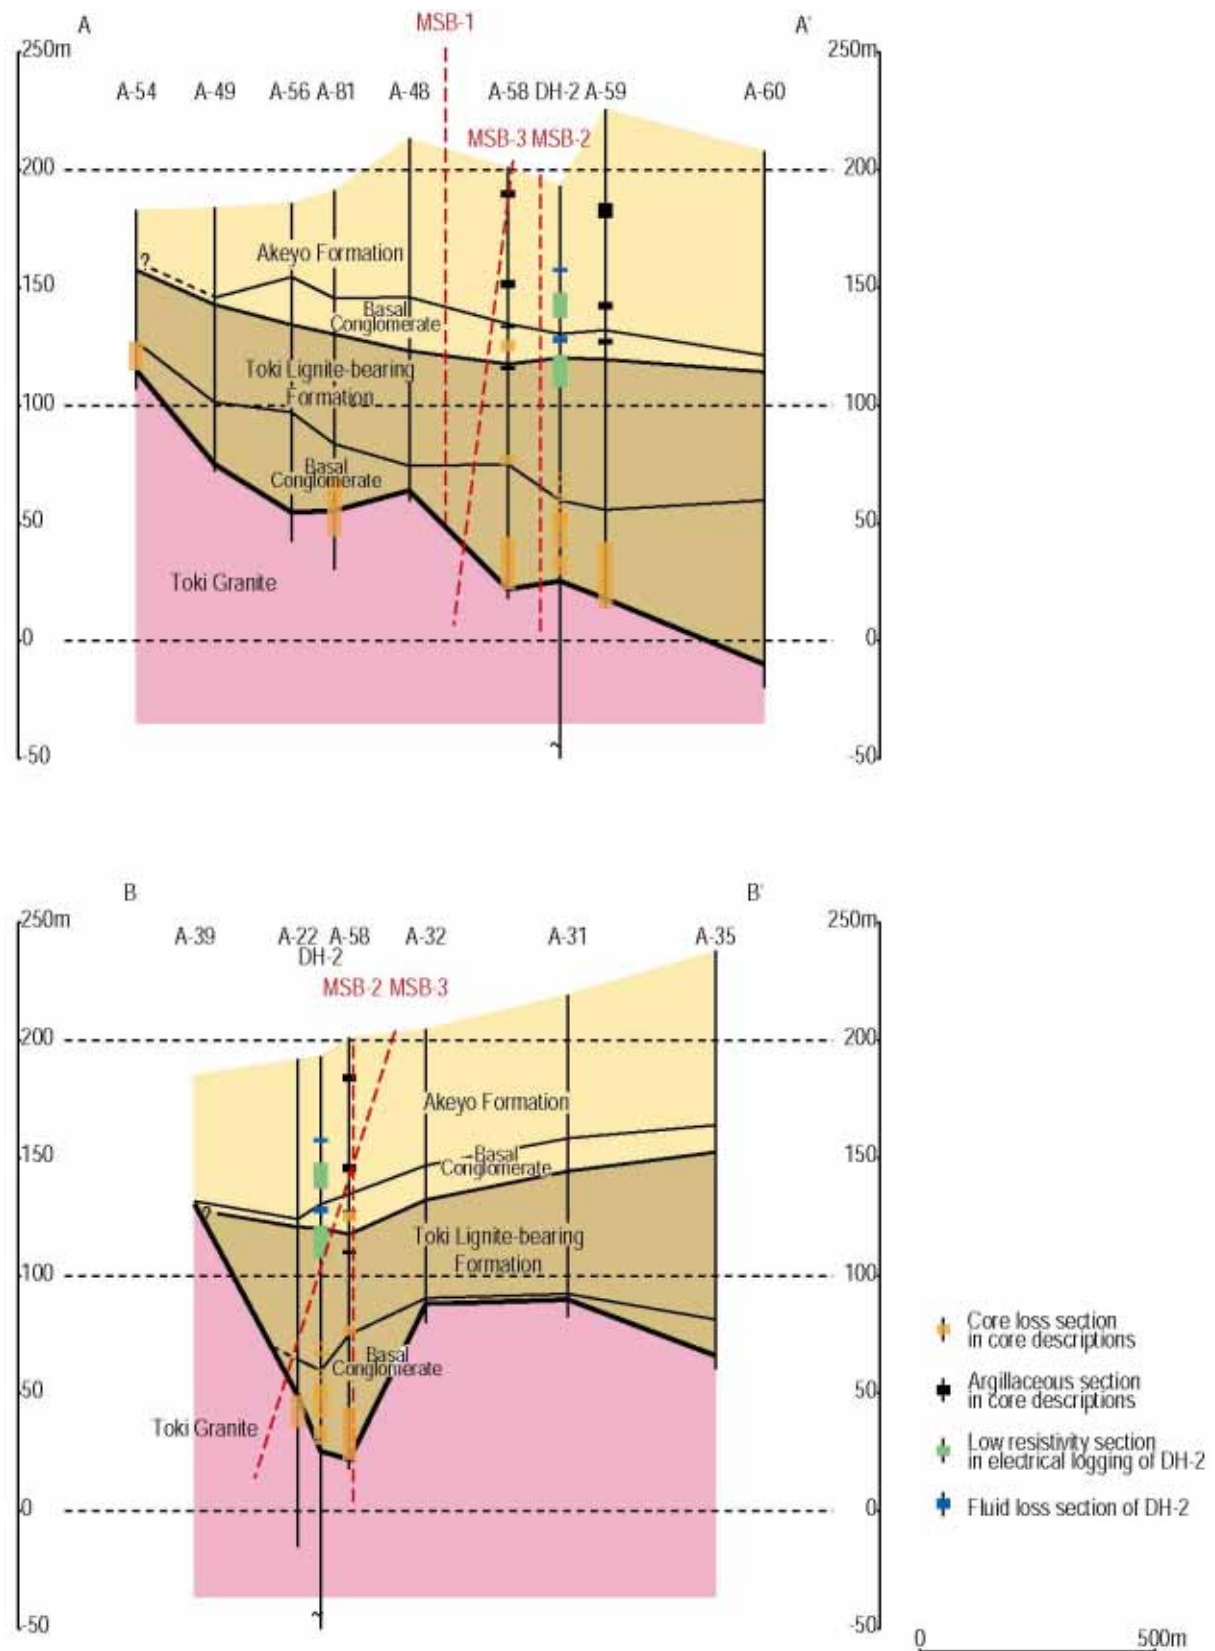 A
MSB-1
A'
250m
250m
A-54 A-49 A-56 A-81 A-48 A-58 DH-2 A-59 A-60
MSB-3 MSB-2
200
200
?
Akeyo Formation
150
150
Basal
Conglomerate
Toki Lignite-bearing
Formation
100
100
Basal
Conglomerate
50
50
Toki Granite
0
0
~
-50
-50
B
B'
250m
250m
A-39 A-22 A-58 A-32 A-31 A-35
DH-2
MSB-2 MSB-3
200
200
Akeyo Formation
150
150
Basal
Conglomerate
?
Toki Lignite-bearing
Formation
100
100
Basal
Conglomerate
50
50
Toki Granite
0
0
~
-50
-50
Core loss section
in core descriptions
Argillaceous section
in core descriptions
Low resistivity section
in electrical logging of DH-2
Fluid loss section of DH-2
0 500m